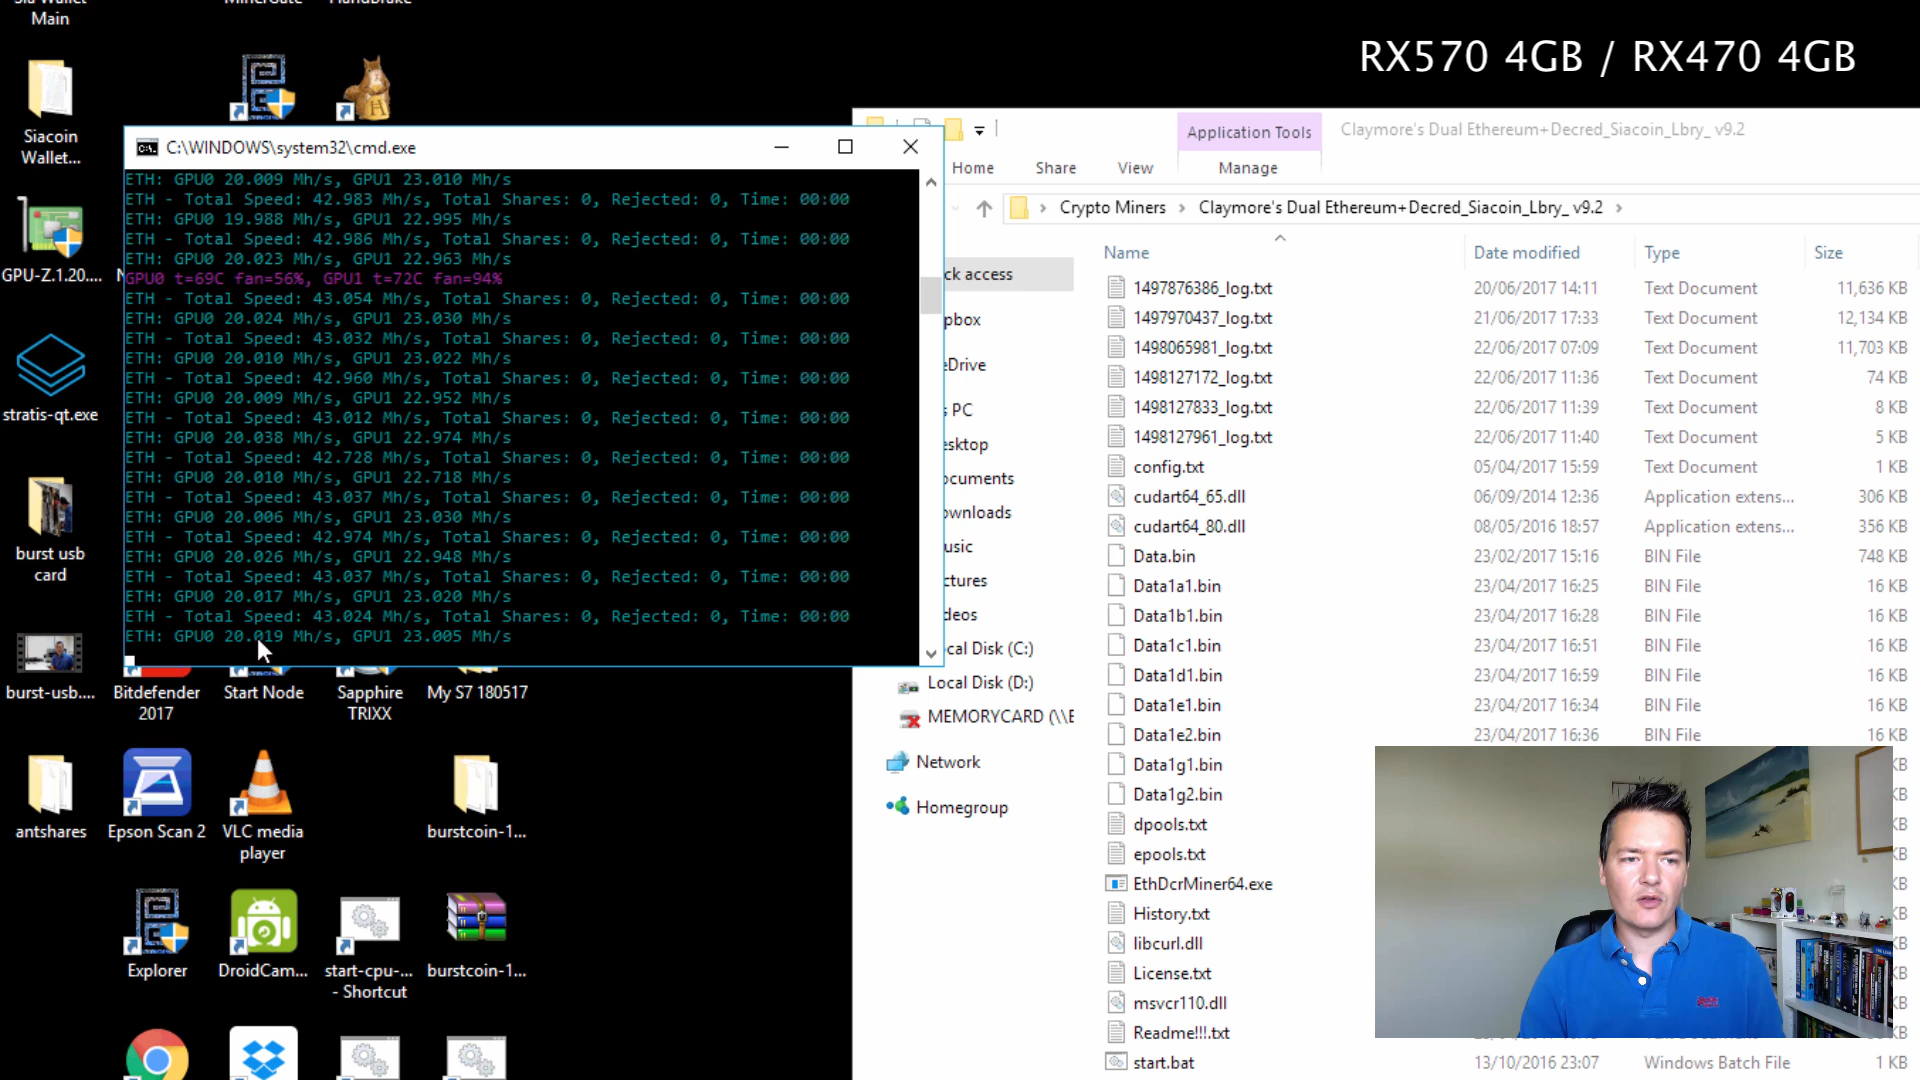 Main
RX570 4GB / RX470 4GB
Siacoin
Wallet...
GPU-Z.1.20....
stratis-qt.exe
burst usb
card
burst-usb....
Bitdefender
2017
Start Node
Sapphire
TRIXX
My S7 180517
antshares
Epson Scan 2
VLC media
player
burstcoin-1...
Explorer
DroidCam...
start-cpu-...
- Shortcut
burstcoin-1...
C:\WINDOWS\system32\cmd.exe
ETH: GPU0 20.009 Mh/s, GPU1 23.010 Mh/s
ETH - Total Speed: 42.983 Mh/s, Total Shares: 0, Rejected: 0, Time: 00:00
ETH: GPU0 19.988 Mh/s, GPU1 22.995 Mh/s
ETH - Total Speed: 42.986 Mh/s, Total Shares: 0, Rejected: 0, Time: 00:00
ETH: GPU0 20.023 Mh/s, GPU1 22.963 Mh/s
GPU0 t=69C fan=56%, GPU1 t=72C fan=94%
ETH - Total Speed: 43.054 Mh/s, Total Shares: 0, Rejected: 0, Time: 00:00
ETH: GPU0 20.024 Mh/s, GPU1 23.030 Mh/s
ETH - Total Speed: 43.032 Mh/s, Total Shares: 0, Rejected: 0, Time: 00:00
ETH: GPU0 20.010 Mh/s, GPU1 23.022 Mh/s
ETH - Total Speed: 42.960 Mh/s, Total Shares: 0, Rejected: 0, Time: 00:00
ETH: GPU0 20.009 Mh/s, GPU1 22.952 Mh/s
ETH - Total Speed: 43.012 Mh/s, Total Shares: 0, Rejected: 0, Time: 00:00
ETH: GPU0 20.038 Mh/s, GPU1 22.974 Mh/s
ETH - Total Speed: 42.728 Mh/s, Total Shares: 0, Rejected: 0, Time: 00:00
ETH: GPU0 20.010 Mh/s, GPU1 22.718 Mh/s
ETH - Total Speed: 43.037 Mh/s, Total Shares: 0, Rejected: 0, Time: 00:00
ETH: GPU0 20.006 Mh/s, GPU1 23.030 Mh/s
ETH - Total Speed: 42.974 Mh/s, Total Shares: 0, Rejected: 0, Time: 00:00
ETH: GPU0 20.026 Mh/s, GPU1 22.948 Mh/s
ETH - Total Speed: 43.037 Mh/s, Total Shares: 0, Rejected: 0, Time: 00:00
ETH: GPU0 20.017 Mh/s, GPU1 23.020 Mh/s
ETH - Total Speed: 43.024 Mh/s, Total Shares: 0, Rejected: 0, Time: 00:00
ETH: GPU0 20.019 Mh/s, GPU1 23.005 Mh/s
Application Tools
Claymore's Dual Ethereum+Decred_Siacoin_Lbry_ v9.2
Home Share View Manage
Crypto Miners > Claymore's Dual Ethereum+Decred_Siacoin_Lbry_ v9.2 >
ck access
pbox
eDrive
s PC
esktop
ocuments
ownloads
usic
ctures
deos
cal Disk (C:)
Local Disk (D:)
MEMORYCARD (\\E
Network
Homegroup
Name Date modified Type Size
1497876386_log.txt 20/06/2017 14:11 Text Document 11,636 KB
1497970437_log.txt 21/06/2017 17:33 Text Document 12,134 KB
1498065981_log.txt 22/06/2017 07:09 Text Document 11,703 KB
1498127172_log.txt 22/06/2017 11:36 Text Document 74 KB
1498127833_log.txt 22/06/2017 11:39 Text Document 8 KB
1498127961_log.txt 22/06/2017 11:40 Text Document 5 KB
config.txt 05/04/2017 15:59 Text Document 1 KB
cudart64_65.dll 06/09/2014 12:36 Application extens... 306 KB
cudart64_80.dll 08/05/2016 18:57 Application extens... 356 KB
Data.bin 23/02/2017 15:16 BIN File 748 KB
Data1a1.bin 23/04/2017 16:25 BIN File 16 KB
Data1b1.bin 23/04/2017 16:28 BIN File 16 KB
Data1c1.bin 23/04/2017 16:51 BIN File 16 KB
Data1d1.bin 23/04/2017 16:59 BIN File 16 KB
Data1e1.bin 23/04/2017 16:34 BIN File 16 KB
Data1e2.bin 23/04/2017 16:36 BIN File 16 KB
Data1g1.bin KB
Data1g2.bin KB
dpools.txt KB
epools.txt KB
EthDcrMiner64.exe KB
History.txt KB
libcurl.dll KB
License.txt KB
msvcr110.dll KB
Readme!!!.txt KB
start.bat 13/10/2016 23:07 Windows Batch File 1 KB